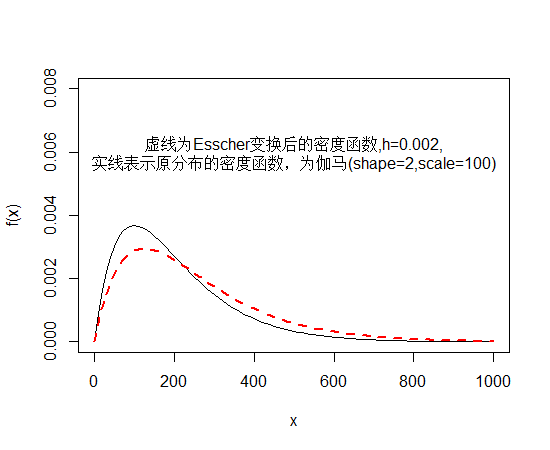 0.008
0.006
0.004
0.002
0.000
f(x)
虚线为Esscher变换后的密度函数,h=0.002,
实线表示原分布的密度函数，为伽马(shape=2,scale=100)
0 200 400 600 800 1000
x